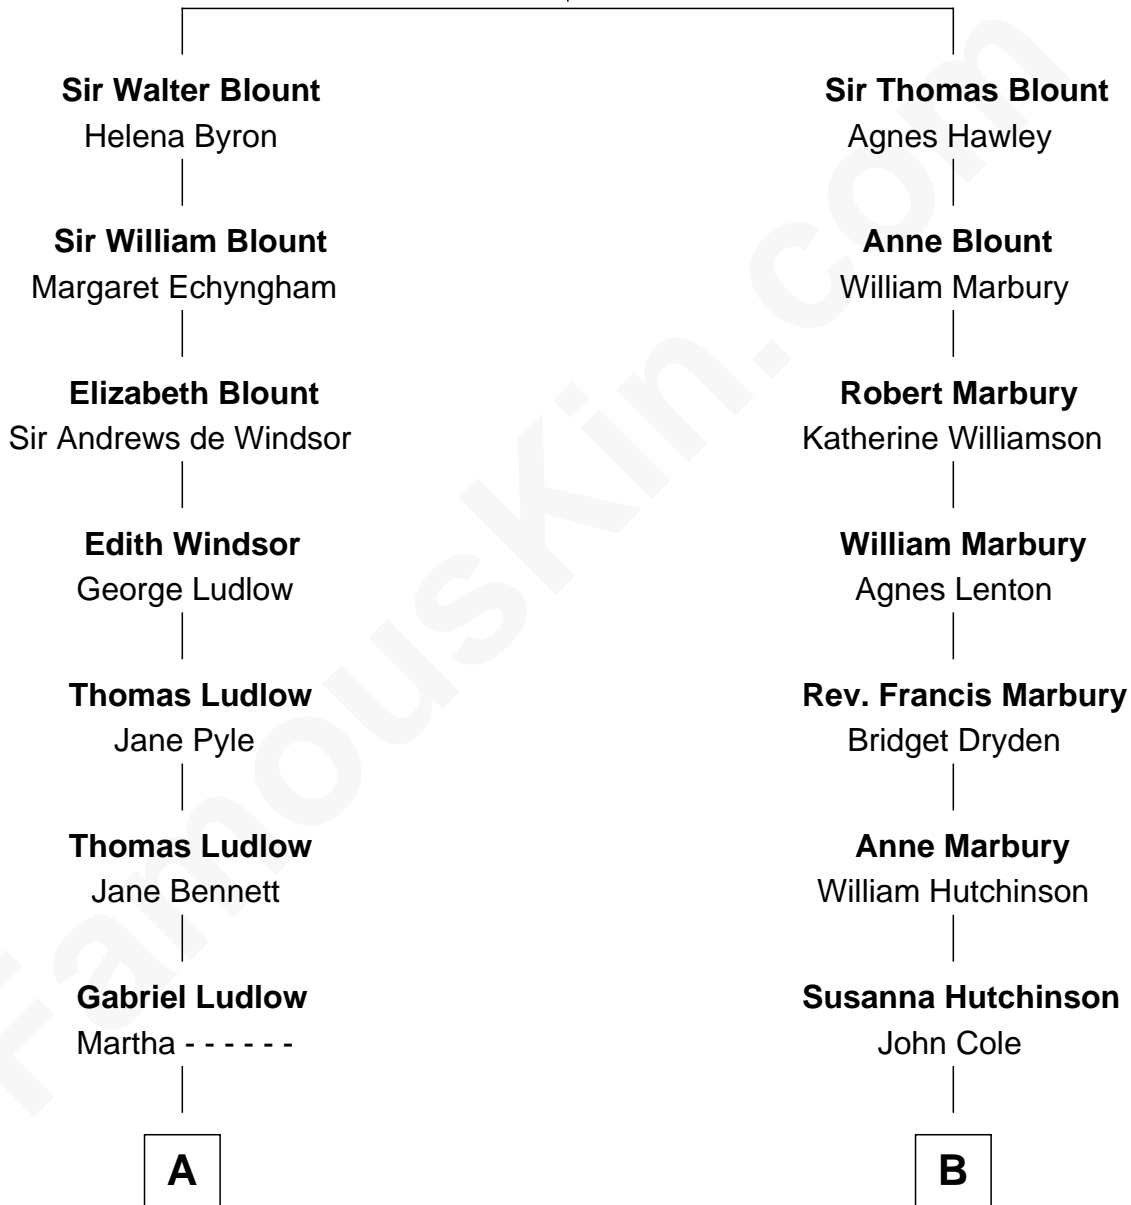 Sir Walter Blount
Helena Byron
Sir William Blount
Margaret Echyngham
Elizabeth Blount
Sir Andrews de Windsor
Edith Windsor
George Ludlow
Thomas Ludlow
Jane Pyle
Thomas Ludlow
Jane Bennett
Gabriel Ludlow
Martha - - - - - -
A
Sir Thomas Blount
Agnes Hawley
Anne Blount
William Marbury
Robert Marbury
Katherine Williamson
William Marbury
Agnes Lenton
Rev. Francis Marbury
Bridget Dryden
Anne Marbury
William Hutchinson
Susanna Hutchinson
John Cole
B
FamousKin.com